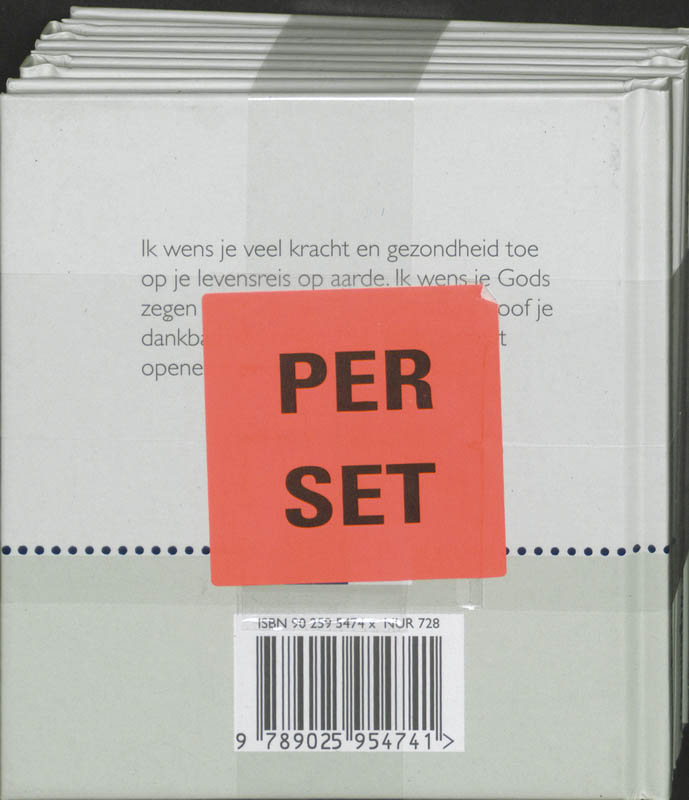 Ik wens je veel kracht en gezondheid toe
op je levensreis op aarde. Ik wens je Gods
zegen oof je
dankba t
opene
PER
SET
ISBN 90 259 5474 x NUR 728
9 789025 954741 >